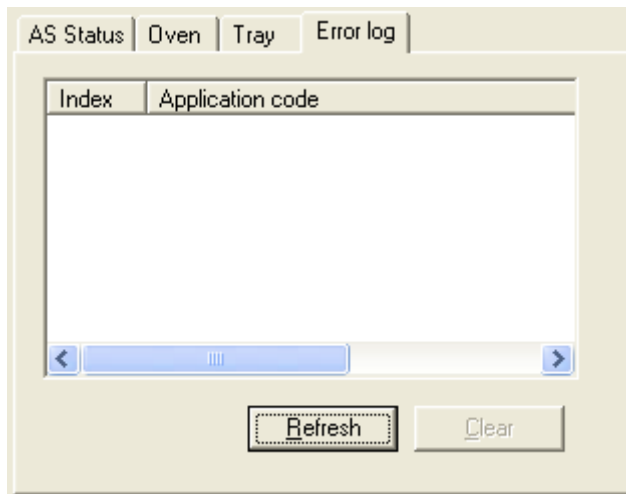 AS Status Oven Tray Error log
Index Application code
Refresh Clear